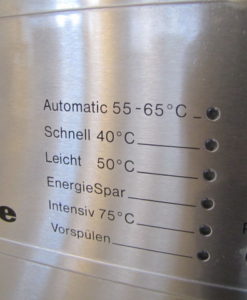 Automatic 55-65°C
Schnell 40°C
Leicht 50°C
EnergieSpar
Intensiv 75°C
Vorspülen
e